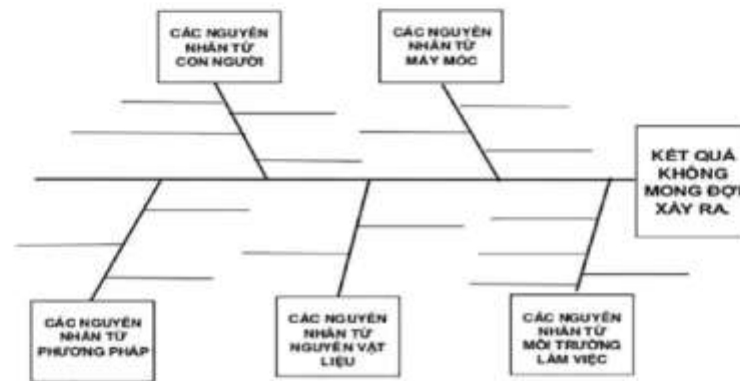 CÁC NGUYÊN
NHÂN TỪ
CON NGƯỜI
CÁC NGUYÊN
NHÂN TỪ
MÁY MÓC
KẾT QUẢ
KHÔNG
MONG ĐỢI
XẢY RA.
CÁC NGUYÊN
NHÂN TỪ
PHƯƠNG PHÁP
CÁC NGUYÊN
NHÂN TỪ
NGUYÊN VẬT
LIỆU
CÁC NGUYÊN
NHÂN TỪ
MÔI TRƯỜNG
LÀM VIỆC